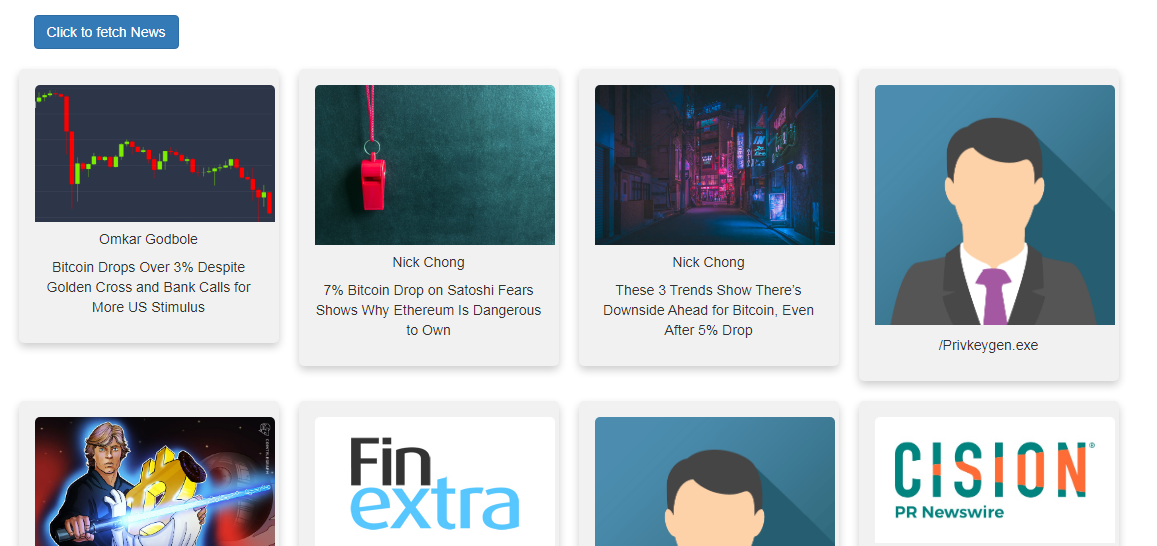 Click to fetch News
Omkar Godbole
Bitcoin Drops Over 3% Despite
Golden Cross and Bank Calls for
More US Stimulus
Nick Chong
7% Bitcoin Drop on Satoshi Fears
Shows Why Ethereum Is Dangerous
to Own
Nick Chong
These 3 Trends Show There's
Downside Ahead for Bitcoin, Even
After 5% Drop
/Privkeygen.exe
Fin
extra
CISION®
PR Newswire